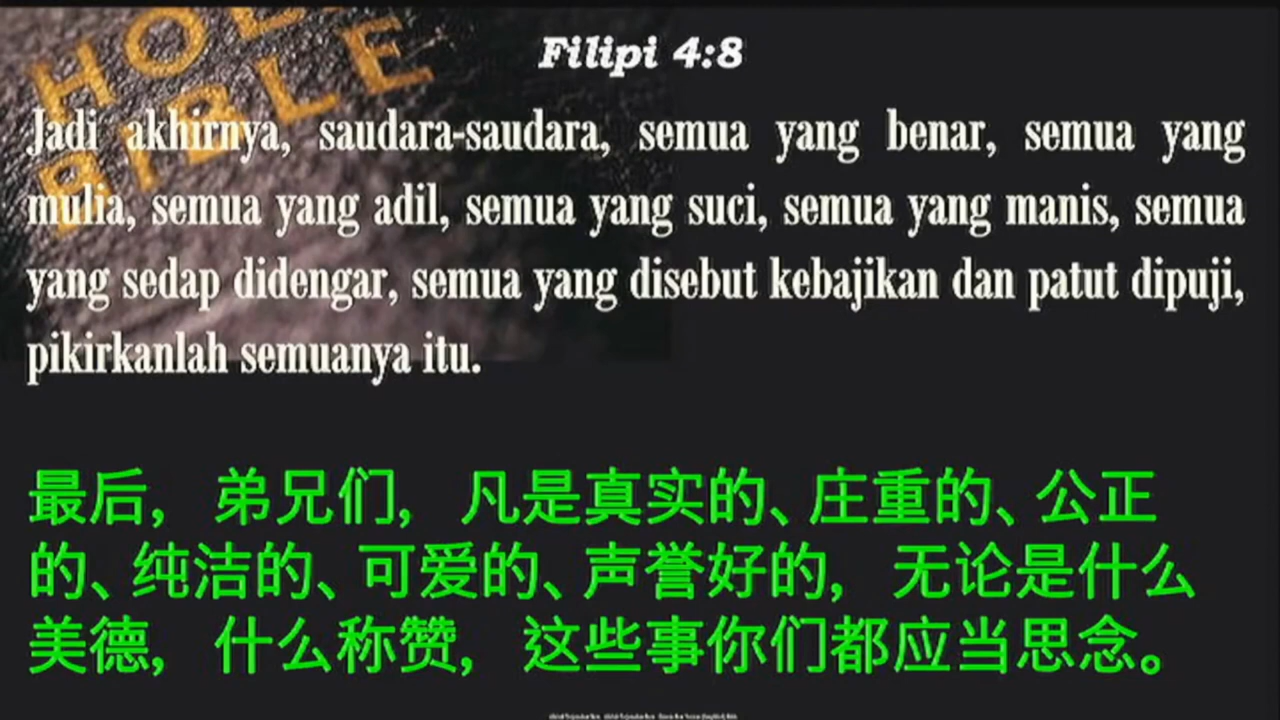 HOLY
BIBLE
Filipi 4:8
Jadi akhirnya, saudara-saudara, semua yang benar, semua yang
mulia, semua yang adil, semua yang suci, semua yang manis, semua
yang sedap didengar, semua yang disebut kebajikan dan patut dipuji,
pikirkanlah semuanya itu.
最后, 弟兄们, 凡是真实的、庄重的、公正
的、纯洁的、可爱的、声誉好的, 无论是什么
美德, 什么称赞, 这些事你们都应当思念。